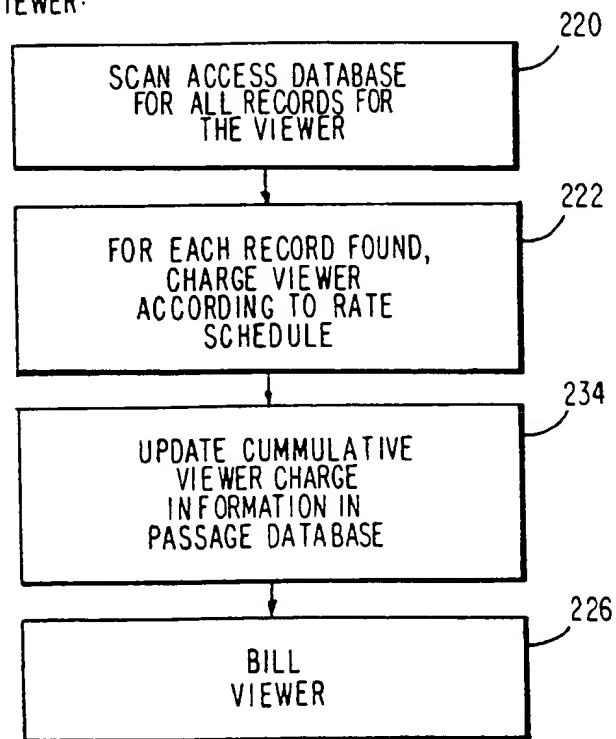 VIEWER.
220
SCAN ACCESS DATABASE
FOR ALL RECORDS FOR
THE VIEWER
222
FOR EACH RECORD FOUND,
CHARGE VIEWER
ACCORDING TO RATE
SCHEDULE
234
UPDATE CUMMULATIVE
VIEWER CHARGE
INFORMATION IN
PASSAGE DATABASE
226
BILL
VIEWER